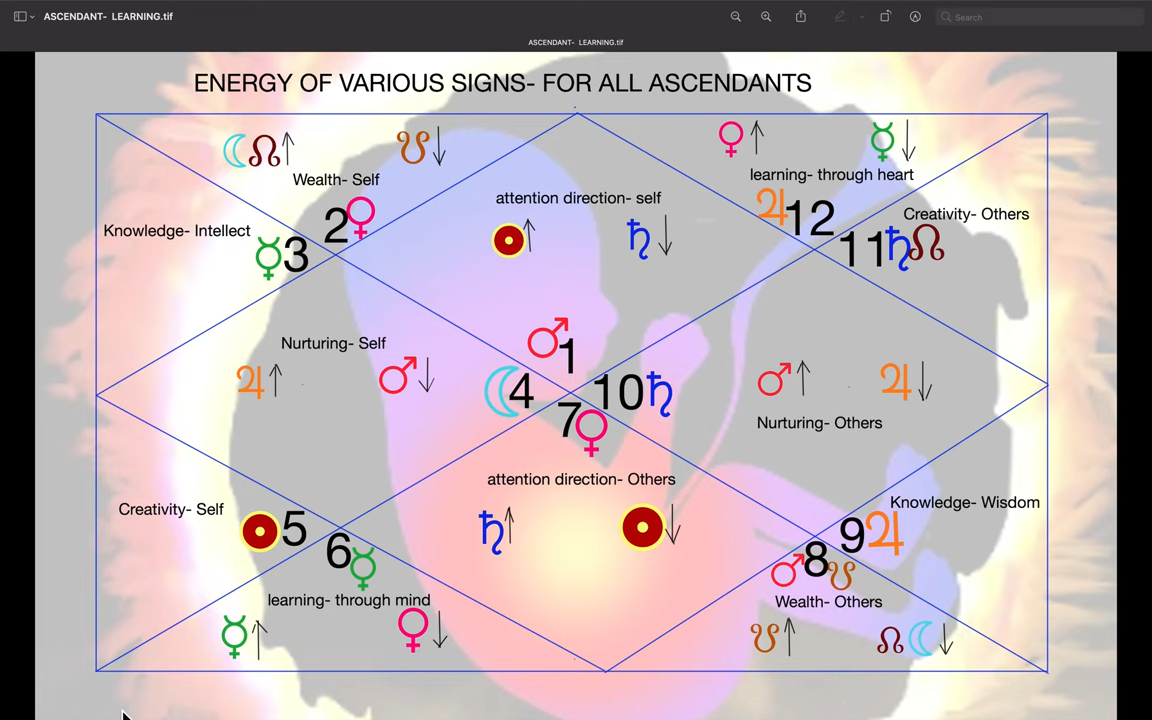 ASCENDANT- LEARNING.tif
Search
ASCENDANT- LEARNING.tif
ENERGY OF VARIOUS SIGNS- FOR ALL ASCENDANTS
☾☊↑ ☋↓
♀↑ ☿↓
Wealth- Self
learning- through heart
attention direction- self
2♀
♃12
Knowledge- Intellect
Creativity- Others
☿3
☉↑ ♄↓
11♄☊
Nurturing- Self
♂1
♃↑ ♂↓
☾4 10♄
♂↑ ♃↓
7♀
Nurturing- Others
attention direction- Others
Creativity- Self
Knowledge- Wisdom
☉5
♄↑ ☉↓
9♃
6☿
♂8☋
learning- through mind
Wealth- Others
☿↑ ♀↓
☋↑ ☊☾↓